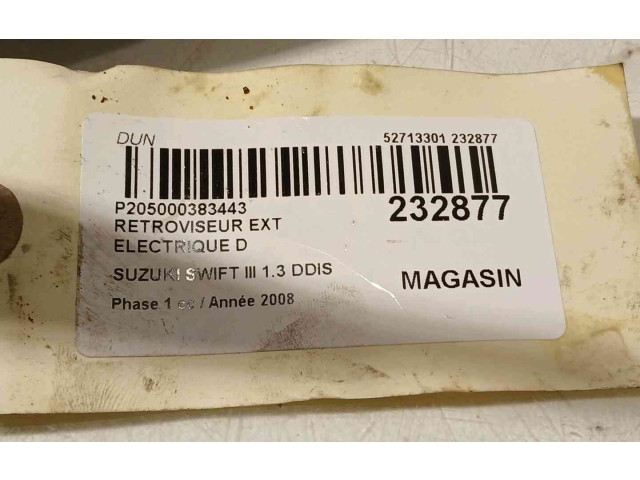 DUN
52713301 232877
P205000383443
232877
RETROVISEUR EXT
ELECTRIQUE D
SUZUKI SWIFT III 1.3 DDIS
MAGASIN
Phase 1 cc / Année 2008